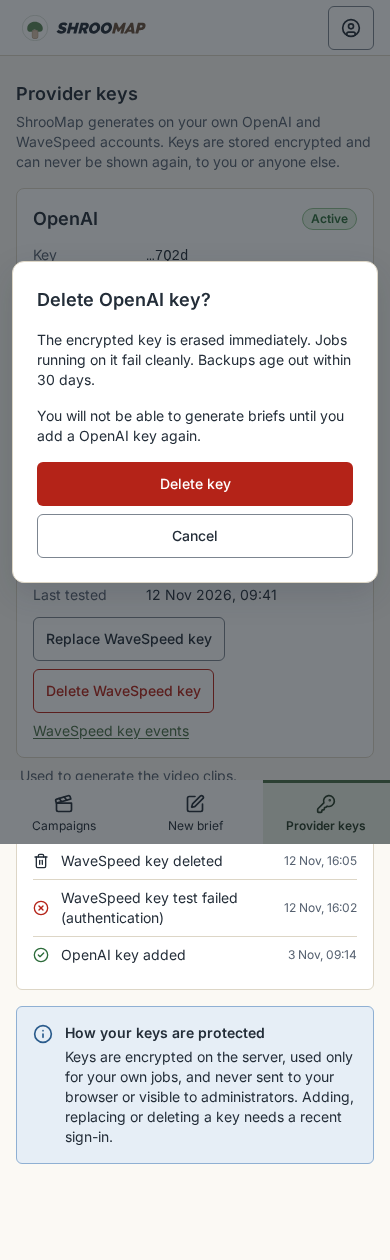 SHROOMAP
Provider keys
ShrooMap generates on your own OpenAI and
WaveSpeed accounts. Keys are stored encrypted and
can never be shown again, to you or anyone else.
OpenAI
Active
Key …7Q2d
Delete OpenAI key?
The encrypted key is erased immediately. Jobs
running on it fail cleanly. Backups age out within
30 days.
You will not be able to generate briefs until you
add a OpenAI key again.
Delete key
Cancel
Last tested 12 Nov 2026, 09:41
Replace WaveSpeed key
Delete WaveSpeed key
WaveSpeed key events
Used to generate the video clips.
Campaigns
New brief
Provider keys
WaveSpeed key deleted 12 Nov, 16:05
WaveSpeed key test failed
(authentication)
12 Nov, 16:02
OpenAI key added 3 Nov, 09:14
How your keys are protected
Keys are encrypted on the server, used only
for your own jobs, and never sent to your
browser or visible to administrators. Adding,
replacing or deleting a key needs a recent
sign-in.